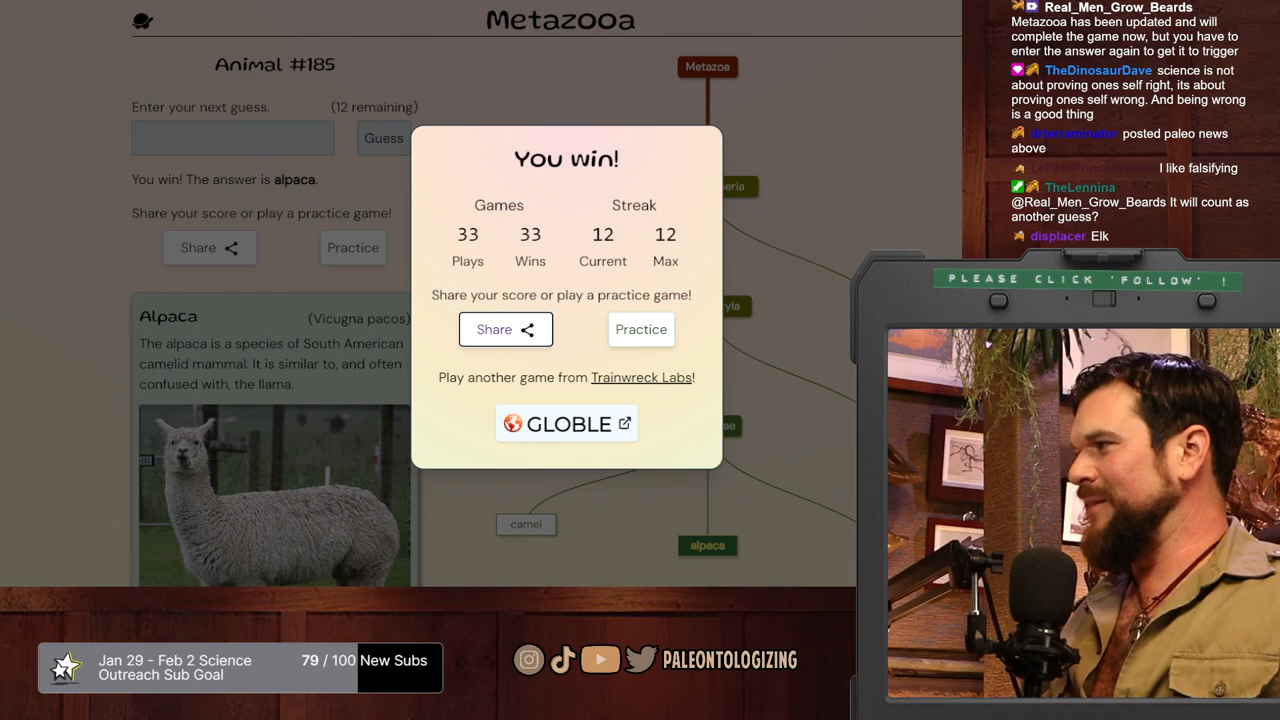 Metazooa
Animal #185
Enter your next guess.
(12 remaining)
Guess
You win! The answer is alpaca.
Share your score or play a practice game!
Share
Practice
Alpaca
(Vicugna pacos)
The alpaca is a species of South American
camelid mammal. It is similar to, and often
confused with, the llama.
Metazoa
camel
alpaca
You win!
Games
Streak
33
33
12
12
Plays
Wins
Current
Max
Share your score or play a practice game!
Share
Practice
Play another game from Trainwreck Labs!
GLOBLE
Real_Men_Grow_Beards
Metazooa has been updated and will
complete the game now, but you have to
enter the answer again to get it to trigger
TheDinosaurDave science is not
about proving ones self right, its about
proving ones self wrong. And being wrong
is a good thing
posted paleo news
above
I like falsifying
TheLennina
@Real_Men_Grow_Beards It will count as
another guess?
displacer Elk
PLEASE CLICK 'FOLLOW' !
Jan 29 - Feb 2 Science
Outreach Sub Goal
79 / 100 New Subs
PALEONTOLOGIZING